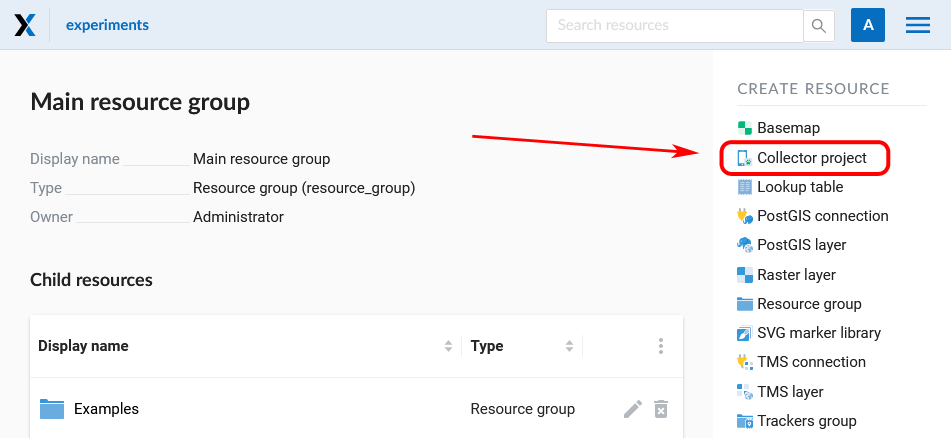 experiments
Search resources
A
Main resource group
Display name Main resource group
Type Resource group (resource_group)
Owner Administrator
Child resources
Display name Type
Examples Resource group
CREATE RESOURCE
Basemap
Collector project
Lookup table
PostGIS connection
PostGIS layer
Raster layer
Resource group
SVG marker library
TMS connection
TMS layer
Trackers group